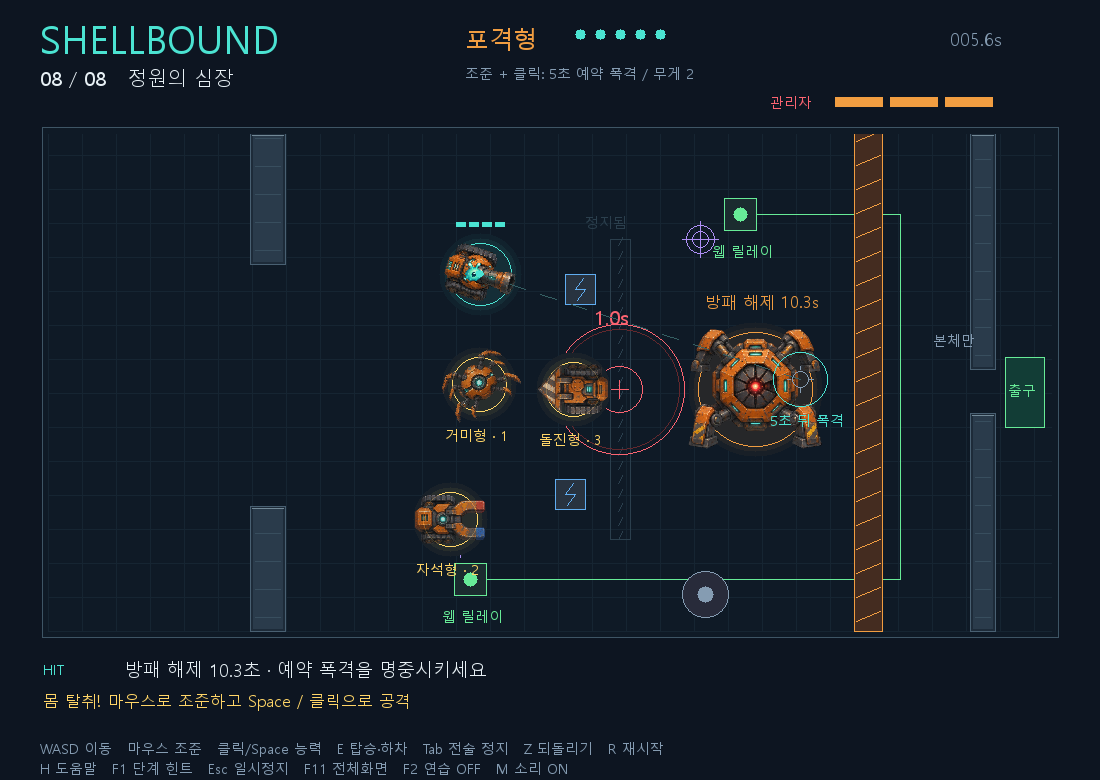 SHELLBOUND
포격형
005.6s
08 / 08 정원의 심장
조준 + 클릭: 5초 예약 폭격 / 무게 2
관리자
정지됨
웹 릴레이
방패 해제 10.3s
1.0s
본체만
출구
5초 뒤 폭격
거미형 · 1
돌진형 · 3
자석형 · 2
웹 릴레이
HIT 방패 해제 10.3초 · 예약 폭격을 명중시키세요
몸 탈취! 마우스로 조준하고 Space / 클릭으로 공격
WASD 이동 마우스 조준 클릭/Space 능력 E 탑승·하차 Tab 전술 정지 Z 되돌리기 R 재시작
H 도움말 F1 단계 힌트 Esc 일시정지 F11 전체화면 F2 연습 OFF M 소리 ON